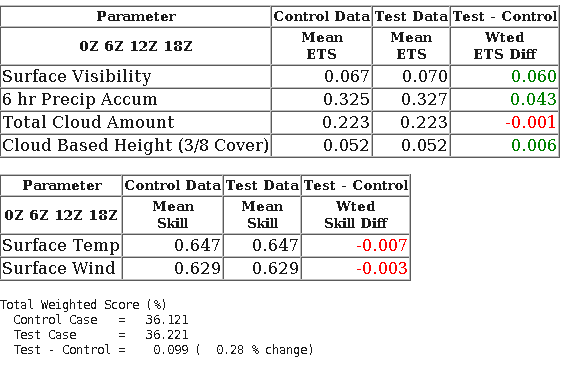 Parameter Control Data Test Data Test - Control
0Z 6Z 12Z 18Z Mean ETS Mean ETS Wted ETS Diff
Surface Visibility 0.067 0.070 0.060
6 hr Precip Accum 0.325 0.327 0.043
Total Cloud Amount 0.223 0.223 -0.001
Cloud Based Height (3/8 Cover) 0.052 0.052 0.006
Parameter Control Data Test Data Test - Control
0Z 6Z 12Z 18Z Mean Skill Mean Skill Wted Skill Diff
Surface Temp 0.647 0.647 -0.007
Surface Wind 0.629 0.629 -0.003
Total Weighted Score (%)
Control Case = 36.121
Test Case = 36.221
Test - Control = 0.099 ( 0.28 % change)